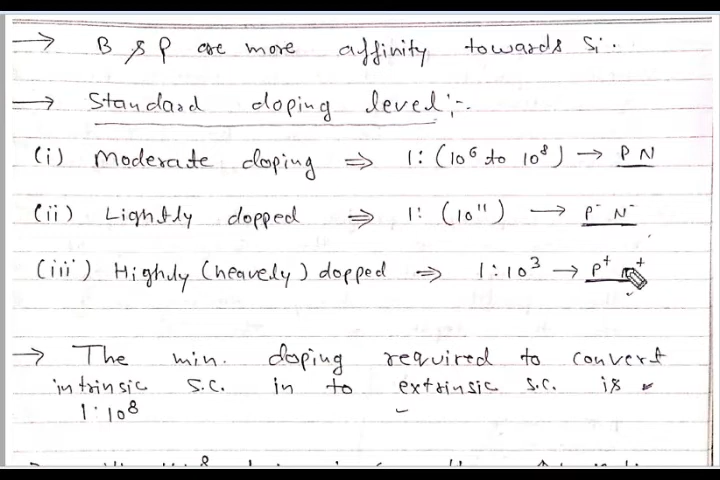 → B & P are more affinity towards Si.
→ Standard doping level :-
(i) Moderate doping ⇒ 1: (10⁶ to 10⁸) → P N
(ii) Lightly dopped ⇒ 1: (10¹¹) → P⁻ N⁻
(iii) Highly (heavely) dopped ⇒ 1:10³ → P⁺ n⁺
→ The min. doping required to convert
intrinsic S.C. in to extrinsic S.C. is
1:10⁸